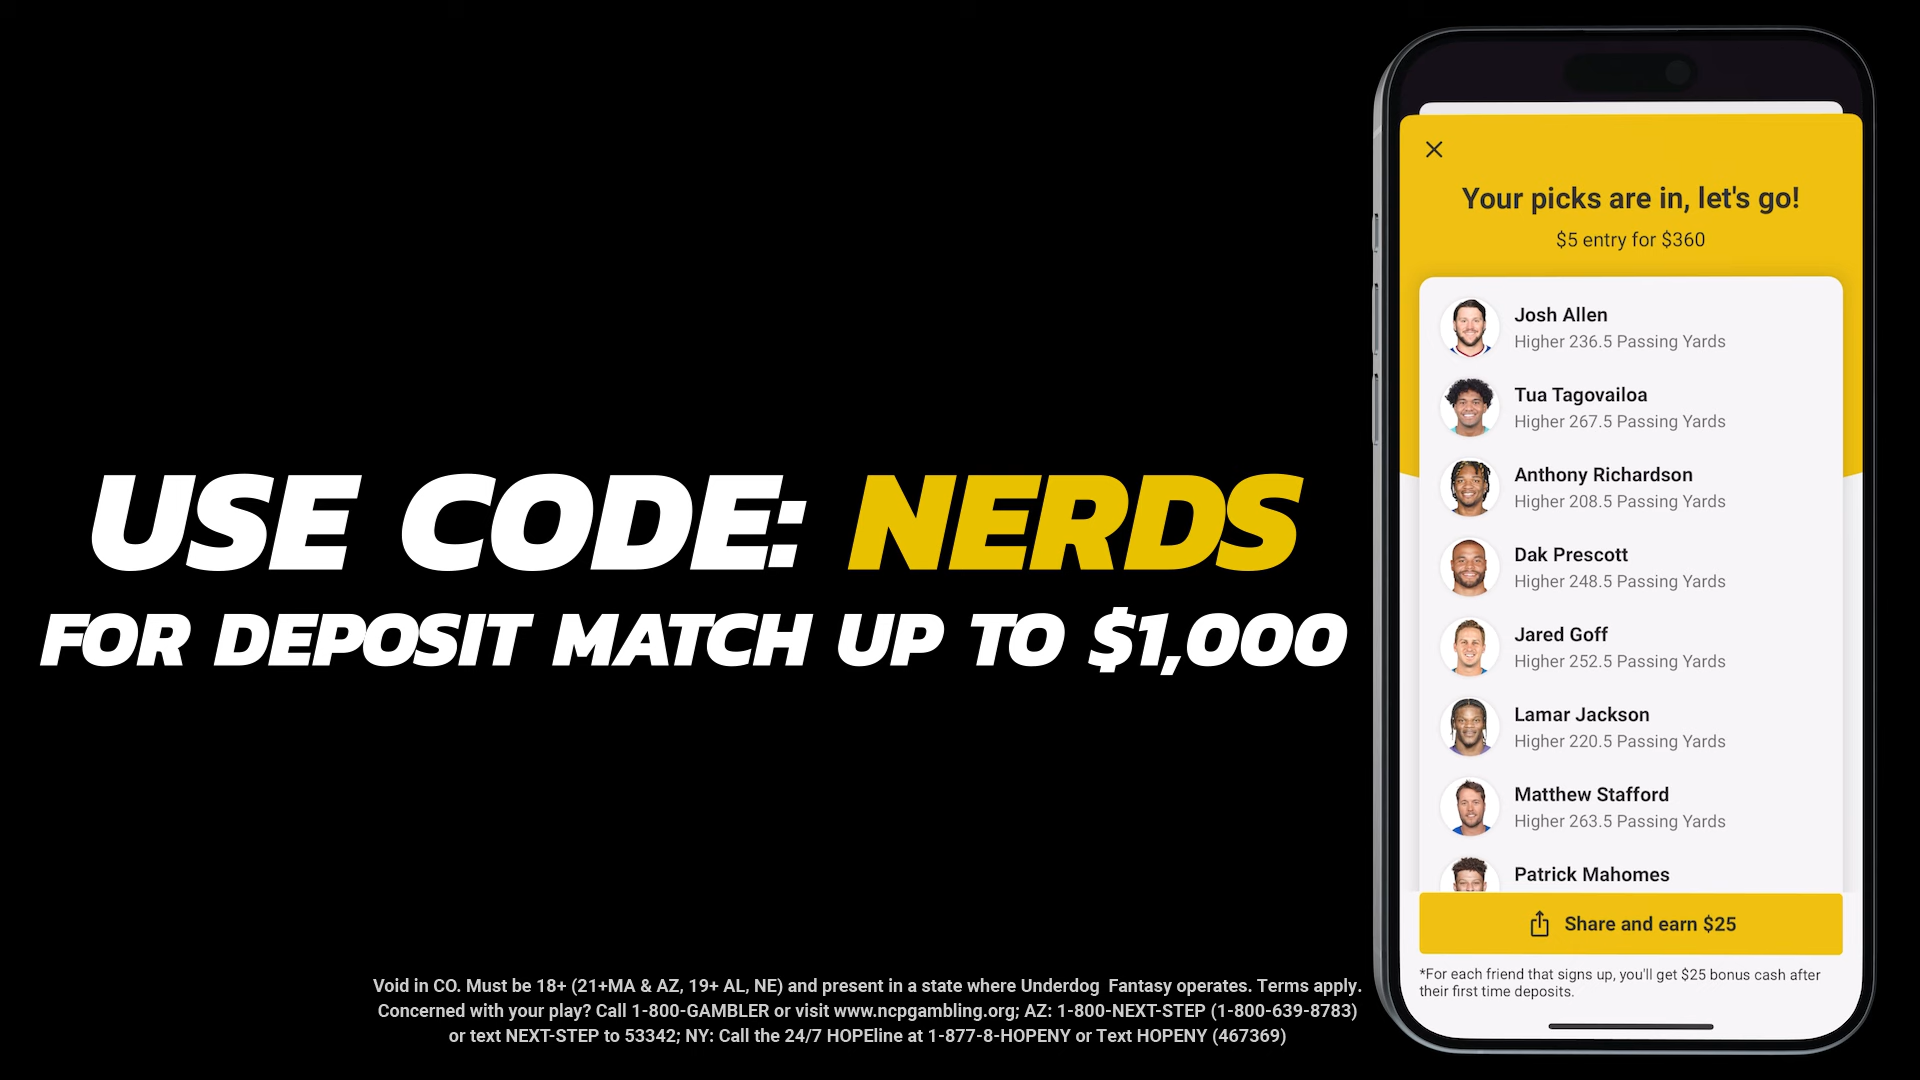 USE CODE: NERDS
FOR DEPOSIT MATCH UP TO $1,000
Void in CO. Must be 18+ (21+MA & AZ, 19+ AL, NE) and present in a state where Underdog Fantasy operates. Terms apply.
Concerned with your play? Call 1-800-GAMBLER or visit www.ncpgambling.org; AZ: 1-800-NEXT-STEP (1-800-639-8783)
or text NEXT-STEP to 53342; NY: Call the 24/7 HOPEline at 1-877-8-HOPENY or Text HOPENY (467369)
Your picks are in, let's go!
$5 entry for $360
Josh Allen
Higher 236.5 Passing Yards
Tua Tagovailoa
Higher 267.5 Passing Yards
Anthony Richardson
Higher 208.5 Passing Yards
Dak Prescott
Higher 248.5 Passing Yards
Jared Goff
Higher 252.5 Passing Yards
Lamar Jackson
Higher 220.5 Passing Yards
Matthew Stafford
Higher 263.5 Passing Yards
Patrick Mahomes
Share and earn $25
*For each friend that signs up, you'll get $25 bonus cash after
their first time deposits.